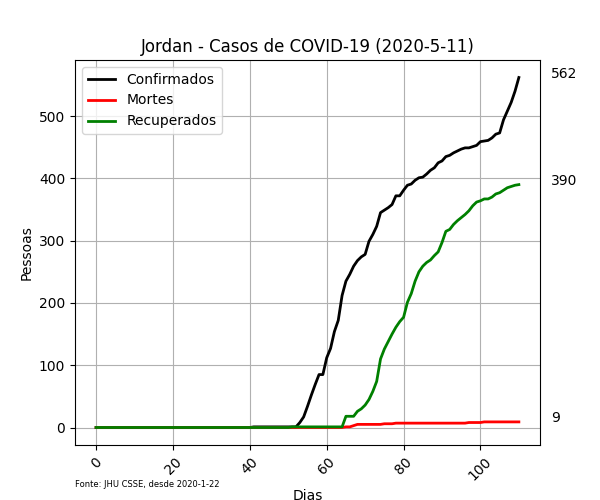 Jordan - Casos de COVID-19 (2020-5-11)
Confirmados
Mortes
Recuperados
562
390
9
Pessoas
500
400
300
200
100
0
0
20
40
60
80
100
Fonte: JHU CSSE, desde 2020-1-22
Dias